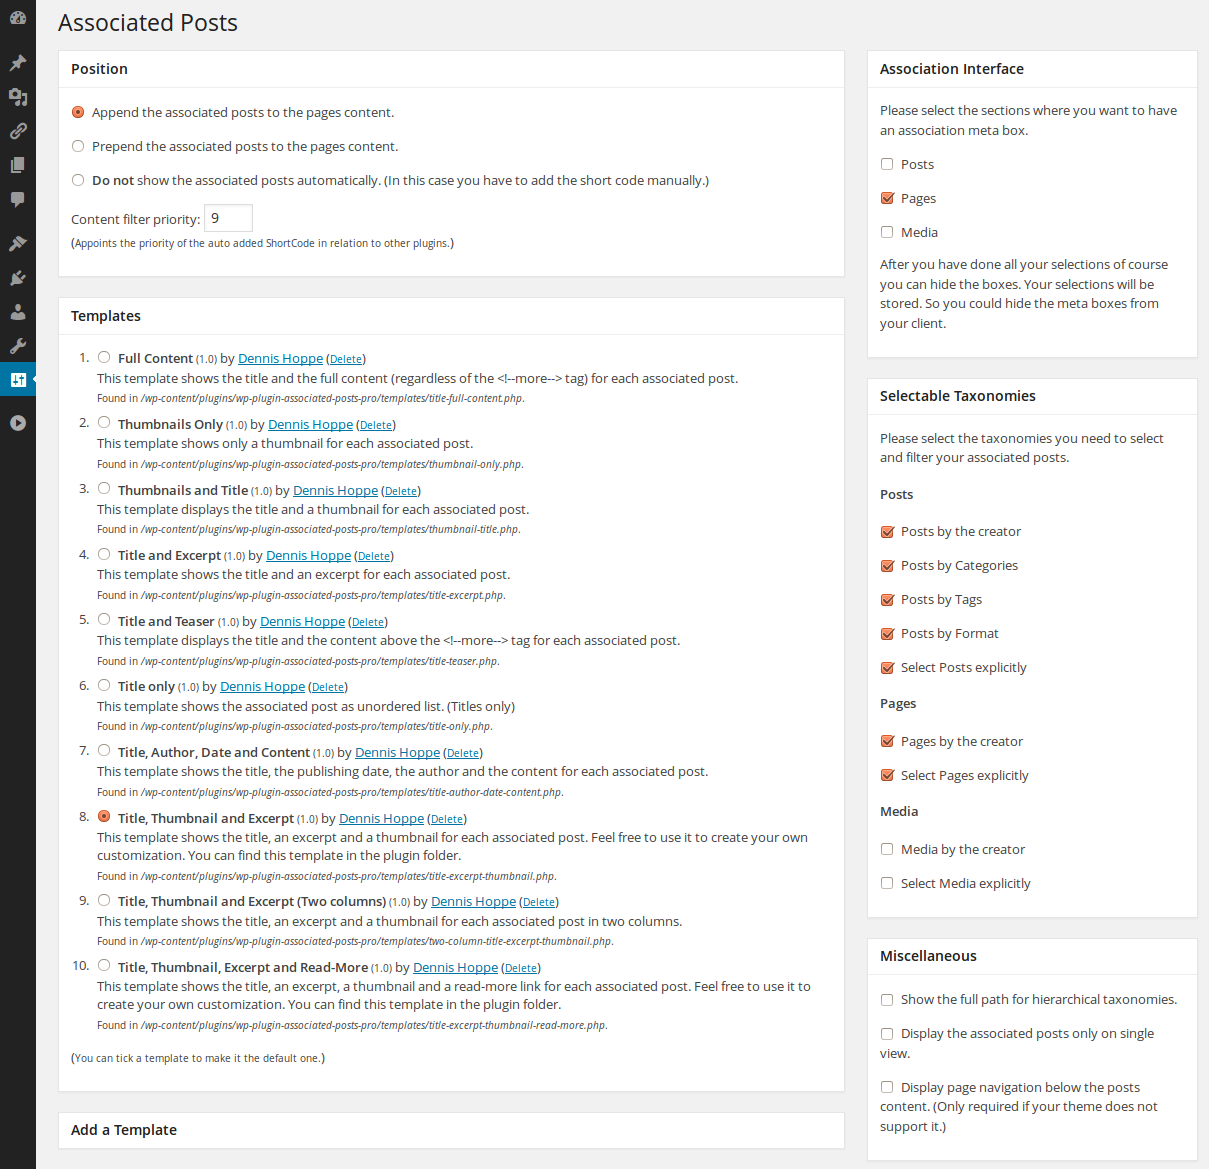 Associated Posts
Position
Append the associated posts to the pages content.
Prepend the associated posts to the pages content.
Do not show the associated posts automatically. (In this case you have to add the short code manually.)
Content filter priority: 9
(Appoints the priority of the auto added ShortCode in relation to other plugins.)
Templates
1. Full Content (1.0) by Dennis Hoppe (Delete)
This template shows the title and the full content (regardless of the <!--more--> tag) for each associated post.
Found in /wp-content/plugins/wp-plugin-associated-posts-pro/templates/title-full-content.php.
2. Thumbnails Only (1.0) by Dennis Hoppe (Delete)
This template shows only a thumbnail for each associated post.
Found in /wp-content/plugins/wp-plugin-associated-posts-pro/templates/thumbnail-only.php.
3. Thumbnails and Title (1.0) by Dennis Hoppe (Delete)
This template displays the title and a thumbnail for each associated post.
Found in /wp-content/plugins/wp-plugin-associated-posts-pro/templates/thumbnail-title.php.
4. Title and Excerpt (1.0) by Dennis Hoppe (Delete)
This template shows the title and an excerpt for each associated post.
Found in /wp-content/plugins/wp-plugin-associated-posts-pro/templates/title-excerpt.php.
5. Title and Teaser (1.0) by Dennis Hoppe (Delete)
This template displays the title and the content above the <!--more--> tag for each associated post.
Found in /wp-content/plugins/wp-plugin-associated-posts-pro/templates/title-teaser.php.
6. Title only (1.0) by Dennis Hoppe (Delete)
This template shows the associated post as unordered list. (Titles only)
Found in /wp-content/plugins/wp-plugin-associated-posts-pro/templates/title-only.php.
7. Title, Author, Date and Content (1.0) by Dennis Hoppe (Delete)
This template shows the title, the publishing date, the author and the content for each associated post.
Found in /wp-content/plugins/wp-plugin-associated-posts-pro/templates/title-author-date-content.php.
8. Title, Thumbnail and Excerpt (1.0) by Dennis Hoppe (Delete)
This template shows the title, an excerpt and a thumbnail for each associated post. Feel free to use it to create your own
customization. You can find this template in the plugin folder.
Found in /wp-content/plugins/wp-plugin-associated-posts-pro/templates/title-excerpt-thumbnail.php.
9. Title, Thumbnail and Excerpt (Two columns) (1.0) by Dennis Hoppe (Delete)
This template shows the title, an excerpt and a thumbnail for each associated post in two columns.
Found in /wp-content/plugins/wp-plugin-associated-posts-pro/templates/two-column-title-excerpt-thumbnail.php.
10. Title, Thumbnail, Excerpt and Read-More (1.0) by Dennis Hoppe (Delete)
This template shows the title, an excerpt, a thumbnail and a read-more link for each associated post. Feel free to use it to
create your own customization. You can find this template in the plugin folder.
Found in /wp-content/plugins/wp-plugin-associated-posts-pro/templates/title-excerpt-thumbnail-read-more.php.
(You can tick a template to make it the default one.)
Add a Template
Association Interface
Please select the sections where you want to have
an association meta box.
Posts
Pages
Media
After you have done all your selections of course
you can hide the boxes. Your selections will be
stored. So you could hide the meta boxes from
your client.
Selectable Taxonomies
Please select the taxonomies you need to select
and filter your associated posts.
Posts
Posts by the creator
Posts by Categories
Posts by Tags
Posts by Format
Select Posts explicitly
Pages
Pages by the creator
Select Pages explicitly
Media
Media by the creator
Select Media explicitly
Miscellaneous
Show the full path for hierarchical taxonomies.
Display the associated posts only on single
view.
Display page navigation below the posts
content. (Only required if your theme does not
support it.)